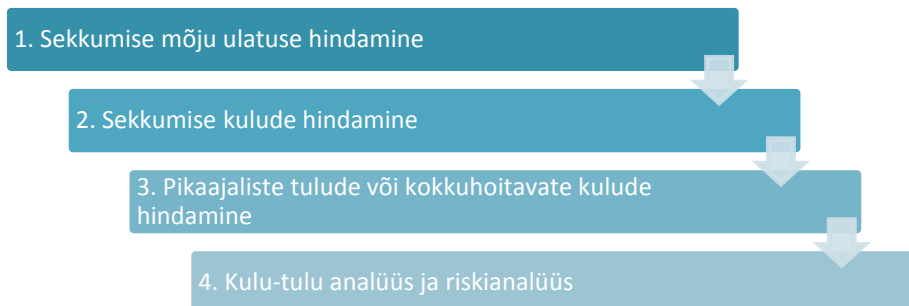 1. Sekkumise mõju ulatuse hindamine
2. Sekkumise kulude hindamine
3. Pikaajaliste tulude või kokkuhoitavate kulude
hindamine
4. Kulu-tulu analüüs ja riskianalüüs